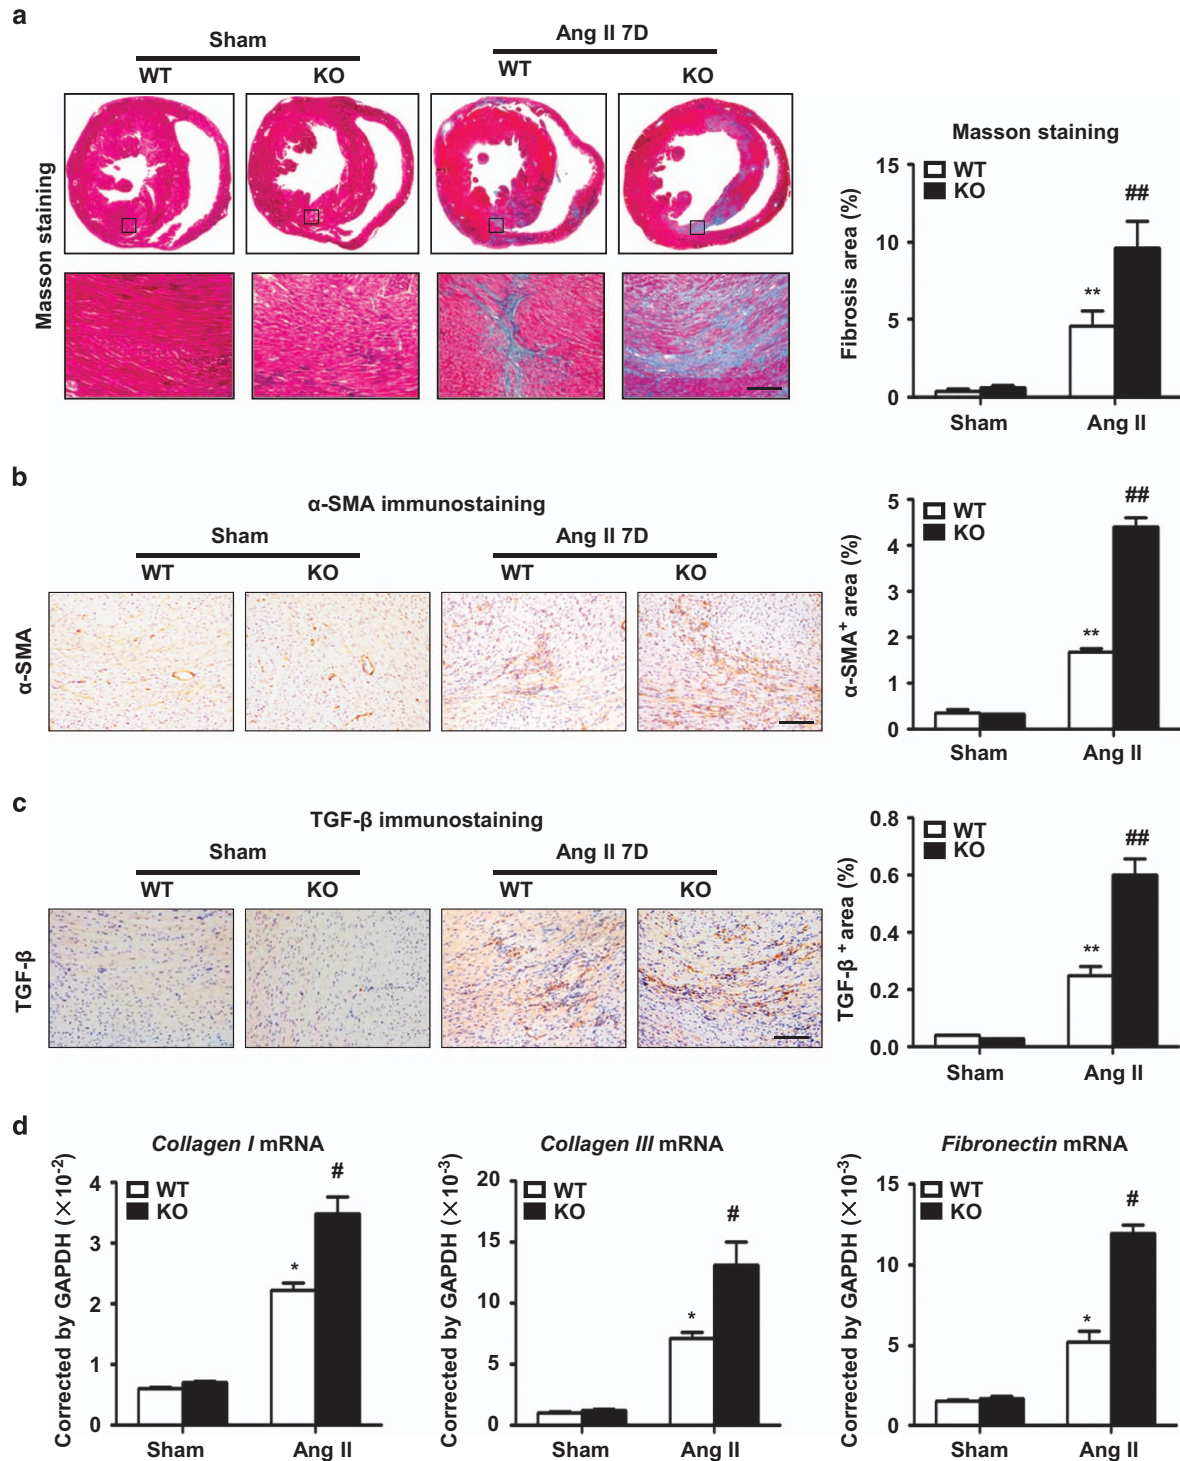 a
Sham
Ang II 7D
WT
KO
WT
KO
Masson staining
Masson staining
WT
KO
Fibrosis area (%)
15
10
5
0
**
##
Sham
Ang II
b
α-SMA immunostaining
Sham
Ang II 7D
WT
KO
WT
KO
α-SMA
WT
KO
α-SMA⁺ area (%)
5
4
3
2
1
0
**
##
Sham
Ang II
c
TGF-β immunostaining
Sham
Ang II 7D
WT
KO
WT
KO
TGF-β
WT
KO
TGF-β ⁺ area (%)
0.8
0.6
0.4
0.2
0.0
**
##
Sham
Ang II
d
Collagen I mRNA
WT
KO
Corrected by GAPDH (×10⁻²)
4
3
2
1
0
*
#
Sham
Ang II
Collagen III mRNA
WT
KO
Corrected by GAPDH (×10⁻³)
20
15
10
5
0
*
#
Sham
Ang II
Fibronectin mRNA
WT
KO
Corrected by GAPDH (×10⁻³)
15
10
5
0
*
#
Sham
Ang II